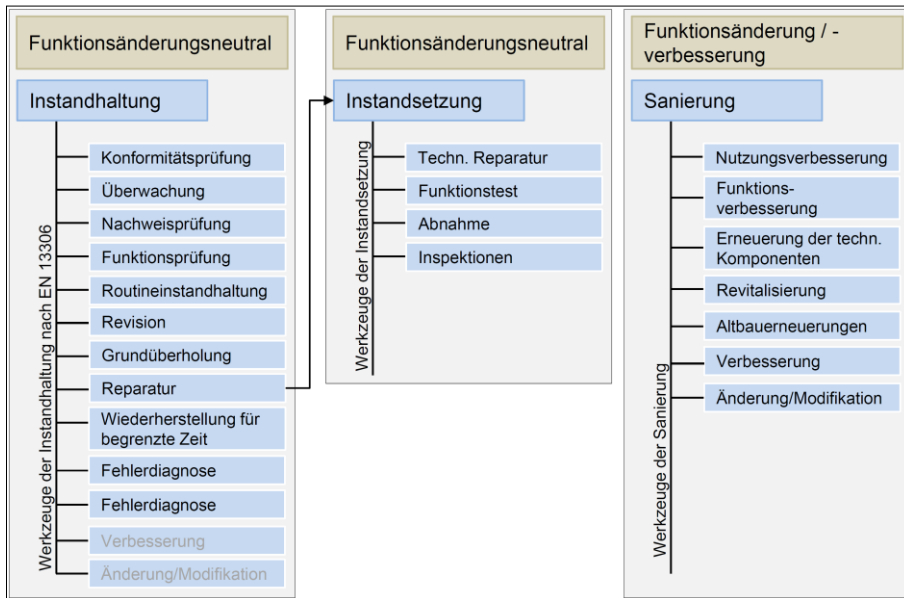 Funktionsänderungsneutral
Instandhaltung
Werkzeuge der Instandhaltung nach EN 13306
Konformitätsprüfung
Überwachung
Nachweisprüfung
Funktionsprüfung
Routineinstandhaltung
Revision
Grundüberholung
Reparatur
Wiederherstellung für
begrenzte Zeit
Fehlerdiagnose
Fehlerdiagnose
Verbesserung
Änderung/Modifikation
Funktionsänderungsneutral
Instandsetzung
Werkzeuge der Instandsetzung
Techn. Reparatur
Funktionstest
Abnahme
Inspektionen
Funktionsänderung / -
verbesserung
Sanierung
Werkzeuge der Sanierung
Nutzungsverbesserung
Funktions-
verbesserung
Erneuerung der techn.
Komponenten
Revitalisierung
Altbauerneuerungen
Verbesserung
Änderung/Modifikation